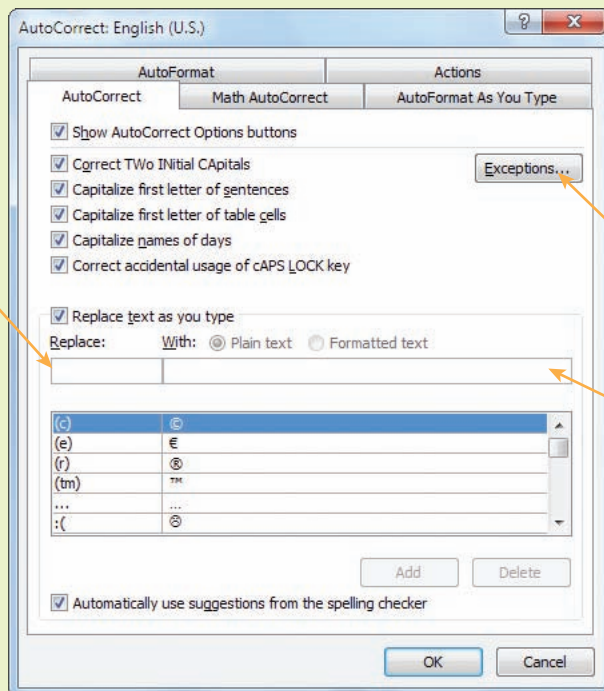 AutoCorrect: English (U.S.)
AutoFormat Actions
AutoCorrect Math AutoCorrect AutoFormat As You Type
Show AutoCorrect Options buttons
Correct TWo INitial CApitals Exceptions...
Capitalize first letter of sentences
Capitalize first letter of table cells
Capitalize names of days
Correct accidental usage of cAPS LOCK key
Replace text as you type
Replace: With: Plain text Formatted text
(c) ©
(e) €
(r) ®
(tm) ™
... …
:( ☹
Add Delete
Automatically use suggestions from the spelling checker
OK Cancel